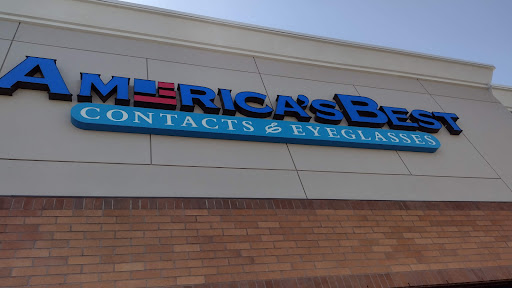 AMERICA'S BEST
CONTACTS & EYEGLASSES